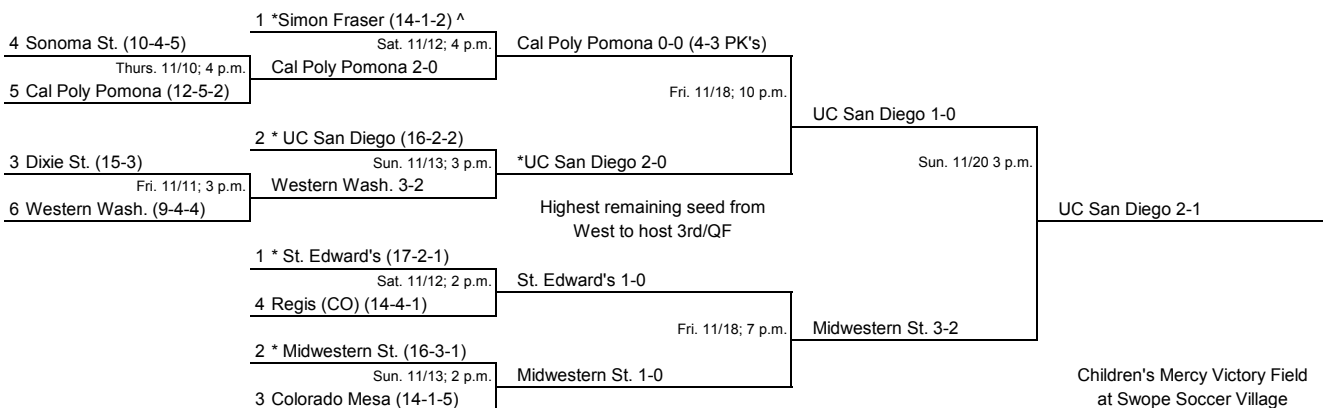 1 *Simon Fraser (14-1-2) ^
4 Sonoma St. (10-4-5)
Sat. 11/12; 4 p.m.
Cal Poly Pomona 0-0 (4-3 PK's)
Thurs. 11/10; 4 p.m.
Cal Poly Pomona 2-0
5 Cal Poly Pomona (12-5-2)
Fri. 11/18; 10 p.m.
UC San Diego 1-0
2 * UC San Diego (16-2-2)
3 Dixie St. (15-3)
Sun. 11/13; 3 p.m.
*UC San Diego 2-0
Sun. 11/20 3 p.m.
Fri. 11/11; 3 p.m.
Western Wash. 3-2
6 Western Wash. (9-4-4)
Highest remaining seed from
West to host 3rd/QF
UC San Diego 2-1
1 * St. Edward's (17-2-1)
Sat. 11/12; 2 p.m.
St. Edward's 1-0
4 Regis (CO) (14-4-1)
Fri. 11/18; 7 p.m.
Midwestern St. 3-2
2 * Midwestern St. (16-3-1)
Sun. 11/13; 2 p.m.
Midwestern St. 1-0
3 Colorado Mesa (14-1-5)
Children's Mercy Victory Field
at Swope Soccer Village